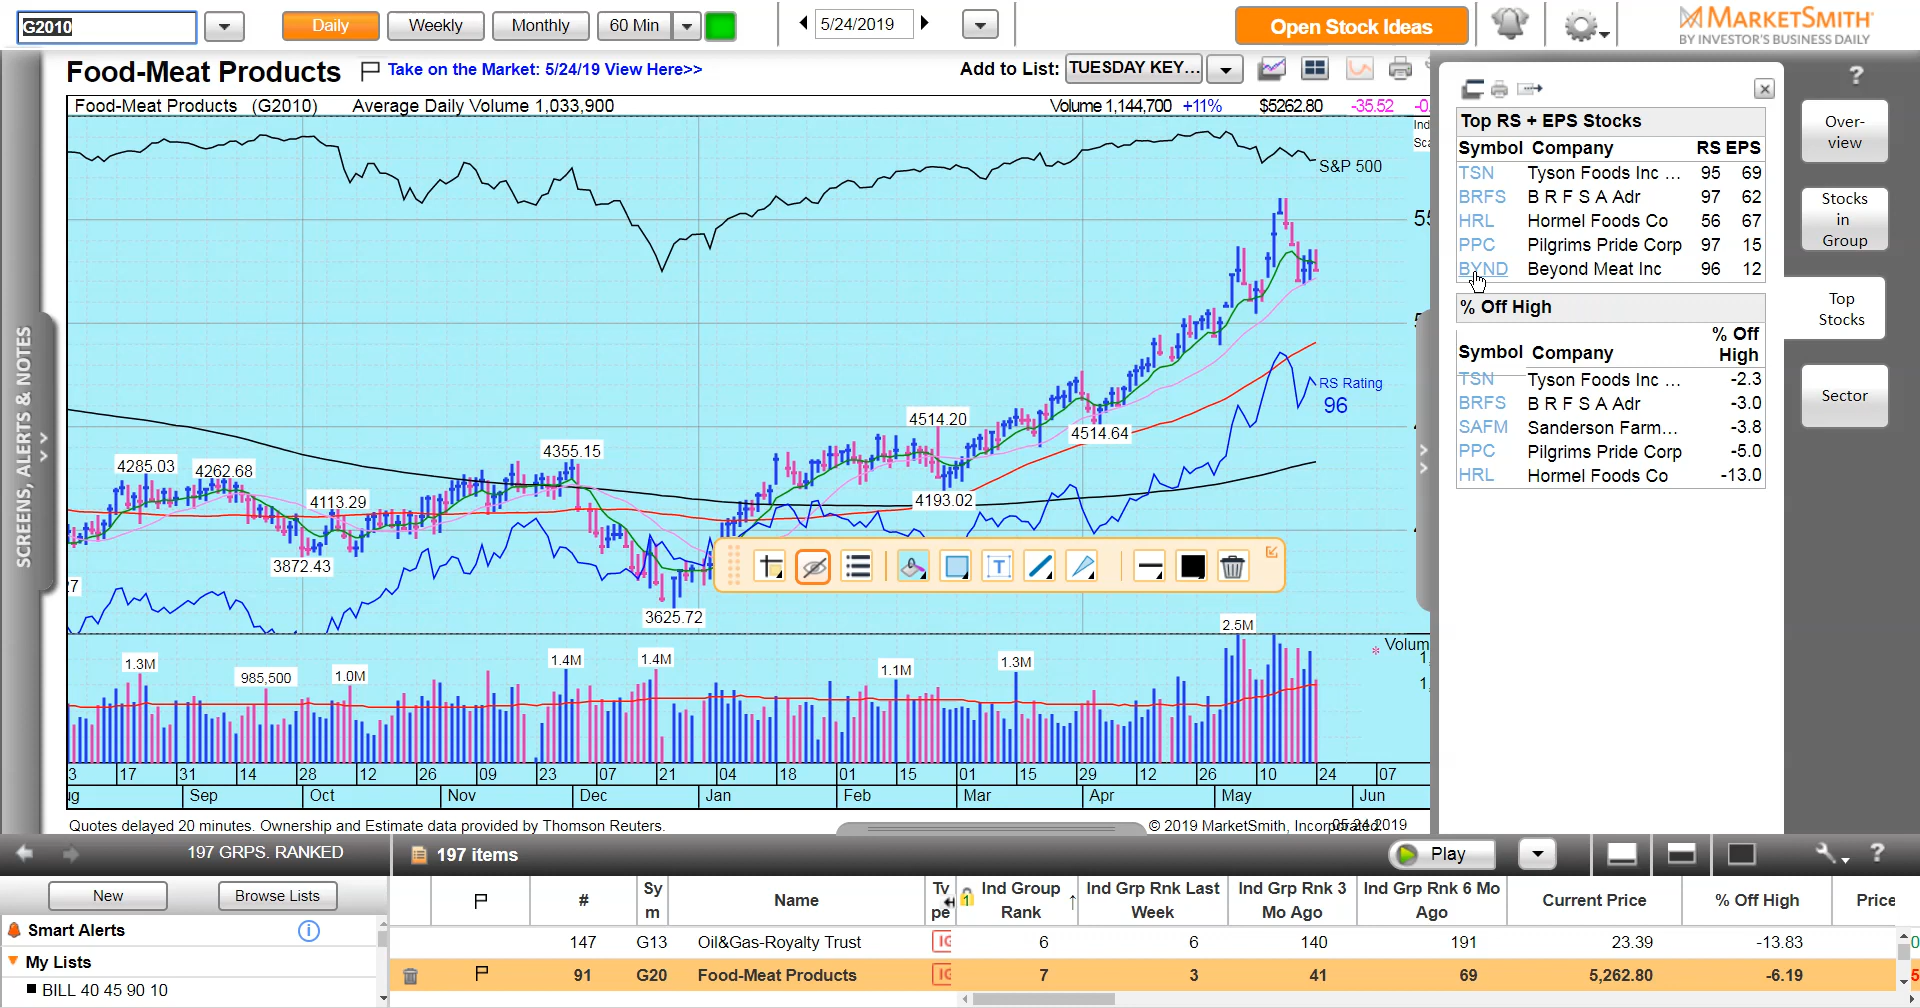 G2010
Daily
Weekly
Monthly
60 Min
5/24/2019
Open Stock Ideas
MARKETSMITH
BY INVESTOR'S BUSINESS DAILY
Food-Meat Products
Take on the Market: 5/24/19 View Here>>
Add to List:
TUESDAY KEY...
Food-Meat Products (G2010) Average Daily Volume 1,033,900
Volume 1,144,700 +11% $5262.80 -35.52
S&P 500
RS Rating
96
4285.03
4262.68
4113.29
3872.43
4355.15
3625.72
4514.20
4193.02
4514.64
1.3M
985,500
1.0M
1.4M
1.4M
1.1M
1.3M
2.5M
Volum
3 17 31 14 28 12 26 09 23 07 21 04 18 01 15 01 15 29 12 26 10 24 07
ug Sep Oct Nov Dec Jan Feb Mar Apr May Jun
Quotes delayed 20 minutes. Ownership and Estimate data provided by Thomson Reuters.
© 2019 MarketSmith, Incorporated.
05.24.2019
SCREENS, ALERTS & NOTES
Top RS + EPS Stocks
Symbol Company RS EPS
TSN Tyson Foods Inc ... 95 69
BRFS B R F S A Adr 97 62
HRL Hormel Foods Co 56 67
PPC Pilgrims Pride Corp 97 15
BYND Beyond Meat Inc 96 12
% Off High
% Off
Symbol Company High
TSN Tyson Foods Inc ... -2.3
BRFS B R F S A Adr -3.0
SAFM Sanderson Farm... -3.8
PPC Pilgrims Pride Corp -5.0
HRL Hormel Foods Co -13.0
?
Over-
view
Stocks
in
Group
Top
Stocks
Sector
197 GRPS. RANKED
197 items
Play
?
New
Browse Lists
Smart Alerts
My Lists
BILL 40 45 90 10
# Sy Name Ty 1 Ind Group Ind Grp Rnk Last Ind Grp Rnk 3 Ind Grp Rnk 6 Mo Current Price % Off High Price
m pe Rank Week Mo Ago Ago
147 G13 Oil&Gas-Royalty Trust 6 6 140 191 23.39 -13.83
91 G20 Food-Meat Products 7 3 41 69 5,262.80 -6.19